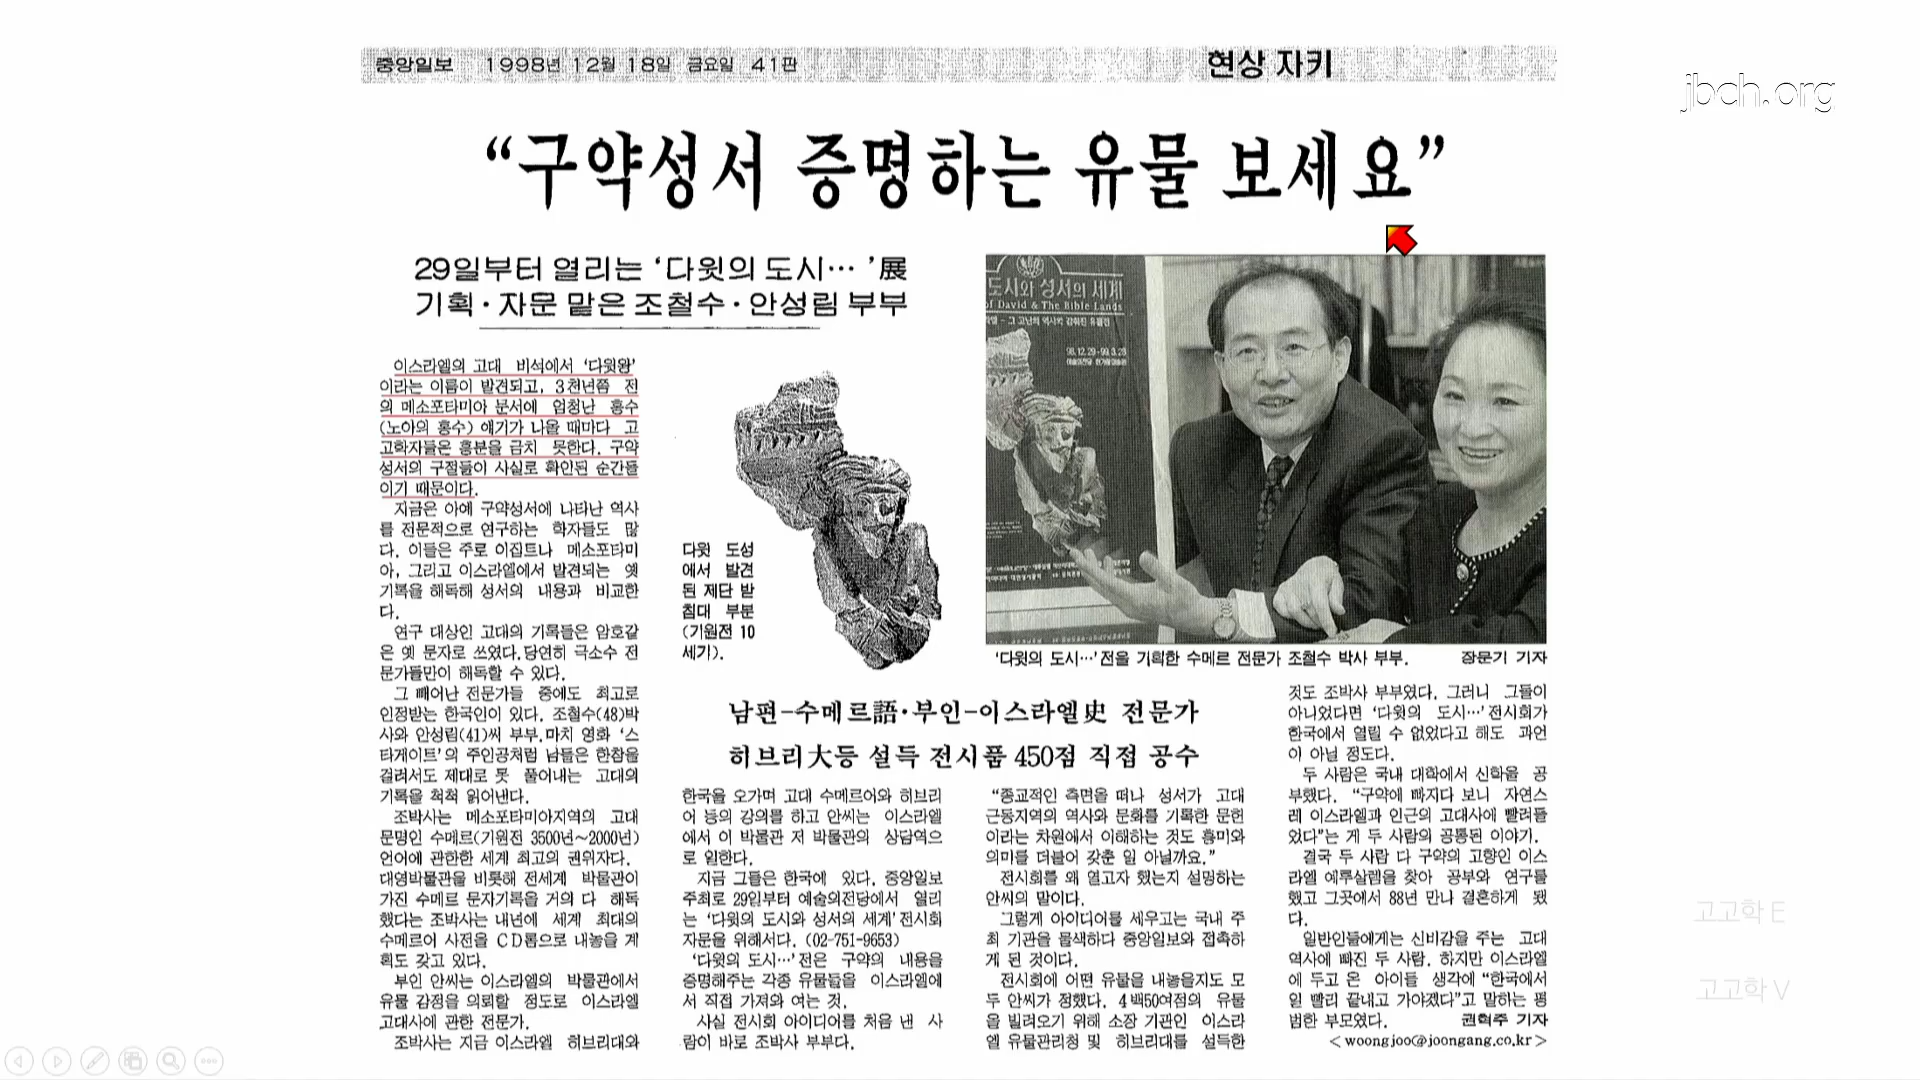 중앙일보 1998년 12월 18일 금요일 41판
현상 자키
jbch.org
“구약성서 증명하는 유물 보세요”
29일부터 열리는 ‘다윗의 도시… ’展
기획·자문 맡은 조철수·안성림 부부
이스라엘의 고대 비석에서 ‘다윗왕’
이라는 이름이 발견되고, 3천년쯤 전
의 메소포타미아 문서에 엄청난 홍수
(노아의 홍수) 얘기가 나올 때마다 고
고학자들은 흥분을 금치 못한다. 구약
성서의 구절들이 사실로 확인된 순간들
이기 때문이다.
지금은 아예 구약성서에 나타난 역사
를 전문적으로 연구하는 학자들도 많
다. 이들은 주로 이집트나 메소포타미
아, 그리고 이스라엘에서 발견되는 옛
기록을 해독해 성서의 내용과 비교한
다.
연구 대상인 고대의 기록들은 암호같
은 옛 문자로 쓰였다. 당연히 극소수 전
문가들만이 해독할 수 있다.
그 빼어난 전문가들 중에도 최고로
인정받는 한국인이 있다. 조철수(48)박
사와 안성림(41)씨 부부. 마치 영화 ‘스
타게이트’의 주인공처럼 남들은 한참을
걸려서도 제대로 못 풀어내는 고대의
기록을 척척 읽어낸다.
조박사는 메소포타미아지역의 고대
문명인 수메르(기원전 3500년~2000년)
언어에 관한한 세계 최고의 권위자다.
대영박물관을 비롯해 전세계 박물관이
가진 수메르 문자기록을 거의 다 해독
했다는 조박사는 내년에 세계 최대의
수메르어 사전을 CD롬으로 내놓을 계
획도 갖고 있다.
부인 안씨는 이스라엘의 박물관에서
유물 감정을 의뢰할 정도로 이스라엘
고대사에 관한 전문가.
조박사는 지금 이스라엘 히브리대와
다윗 도성
에서 발견
된 제단 받
침대 부분
(기원전 10
세기).
도시와 성서의 세계
of David & The Bible Lands
98.12.29-99.3.28
‘다윗의 도시…’전을 기획한 수메르 전문가 조철수 박사 부부. 장문기 기자
남편-수메르語·부인-이스라엘史 전문가
히브리大등 설득 전시품 450점 직접 공수
한국을 오가며 고대 수메르어와 히브리
어 등의 강의를 하고 안씨는 이스라엘
에서 이 박물관 저 박물관의 상담역으
로 일한다.
지금 그들은 한국에 있다. 중앙일보
주최로 29일부터 예술의전당에서 열리
는 ‘다윗의 도시와 성서의 세계’ 전시회
자문을 위해서다. (02-751-9653)
‘다윗의 도시…’전은 구약의 내용을
증명해주는 각종 유물들을 이스라엘에
서 직접 가져와 여는 것.
사실 전시회 아이디어를 처음 낸 사
람이 바로 조박사 부부다.
“종교적인 측면을 떠나 성서가 고대
근동지역의 역사와 문화를 기록한 문헌
이라는 차원에서 이해하는 것도 흥미와
의미를 더불어 갖춘 일 아닐까요.”
전시회를 왜 열고자 했는지 설명하는
안씨의 말이다.
그렇게 아이디어를 세우고는 국내 주
최 기관을 물색하다 중앙일보와 접촉하
게 된 것이다.
전시회에 어떤 유물을 내놓을지도 모
두 안씨가 정했다. 4백50여점의 유물
을 빌려오기 위해 소장 기관인 이스라
엘 유물관리청 및 히브리대를 설득한
것도 조박사 부부였다. 그러니 그들이
아니었다면 ‘다윗의 도시…’전시회가
한국에서 열릴 수 없었다고 해도 과언
이 아닐 정도다.
두 사람은 국내 대학에서 신학을 공
부했다. “구약에 빠지다 보니 자연스
레 이스라엘과 인근의 고대사에 빨려들
었다”는 게 두 사람의 공통된 이야기.
결국 두 사람 다 구약의 고향인 이스
라엘 예루살렘을 찾아 공부와 연구를
했고 그곳에서 88년 만나 결혼하게 됐
다.
일반인들에게는 신비감을 주는 고대
역사에 빠진 두 사람. 하지만 이스라엘
에 두고 온 아이들 생각에 “한국에서
일 빨리 끝내고 가야겠다”고 말하는 평
범한 부모였다. 권혁주 기자
<woongjoo@joongang.co.kr>
고고학 E
고고학 V